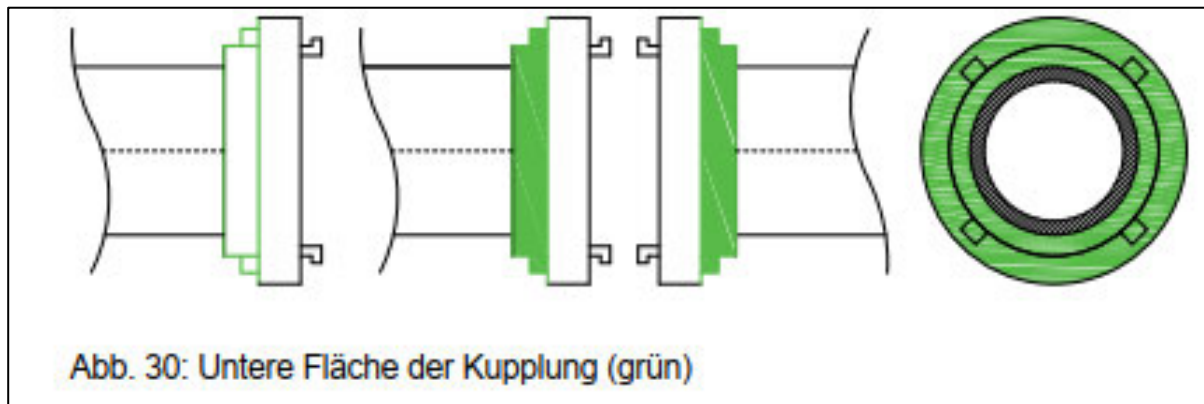 Abb. 30: Untere Fläche der Kupplung (grün)